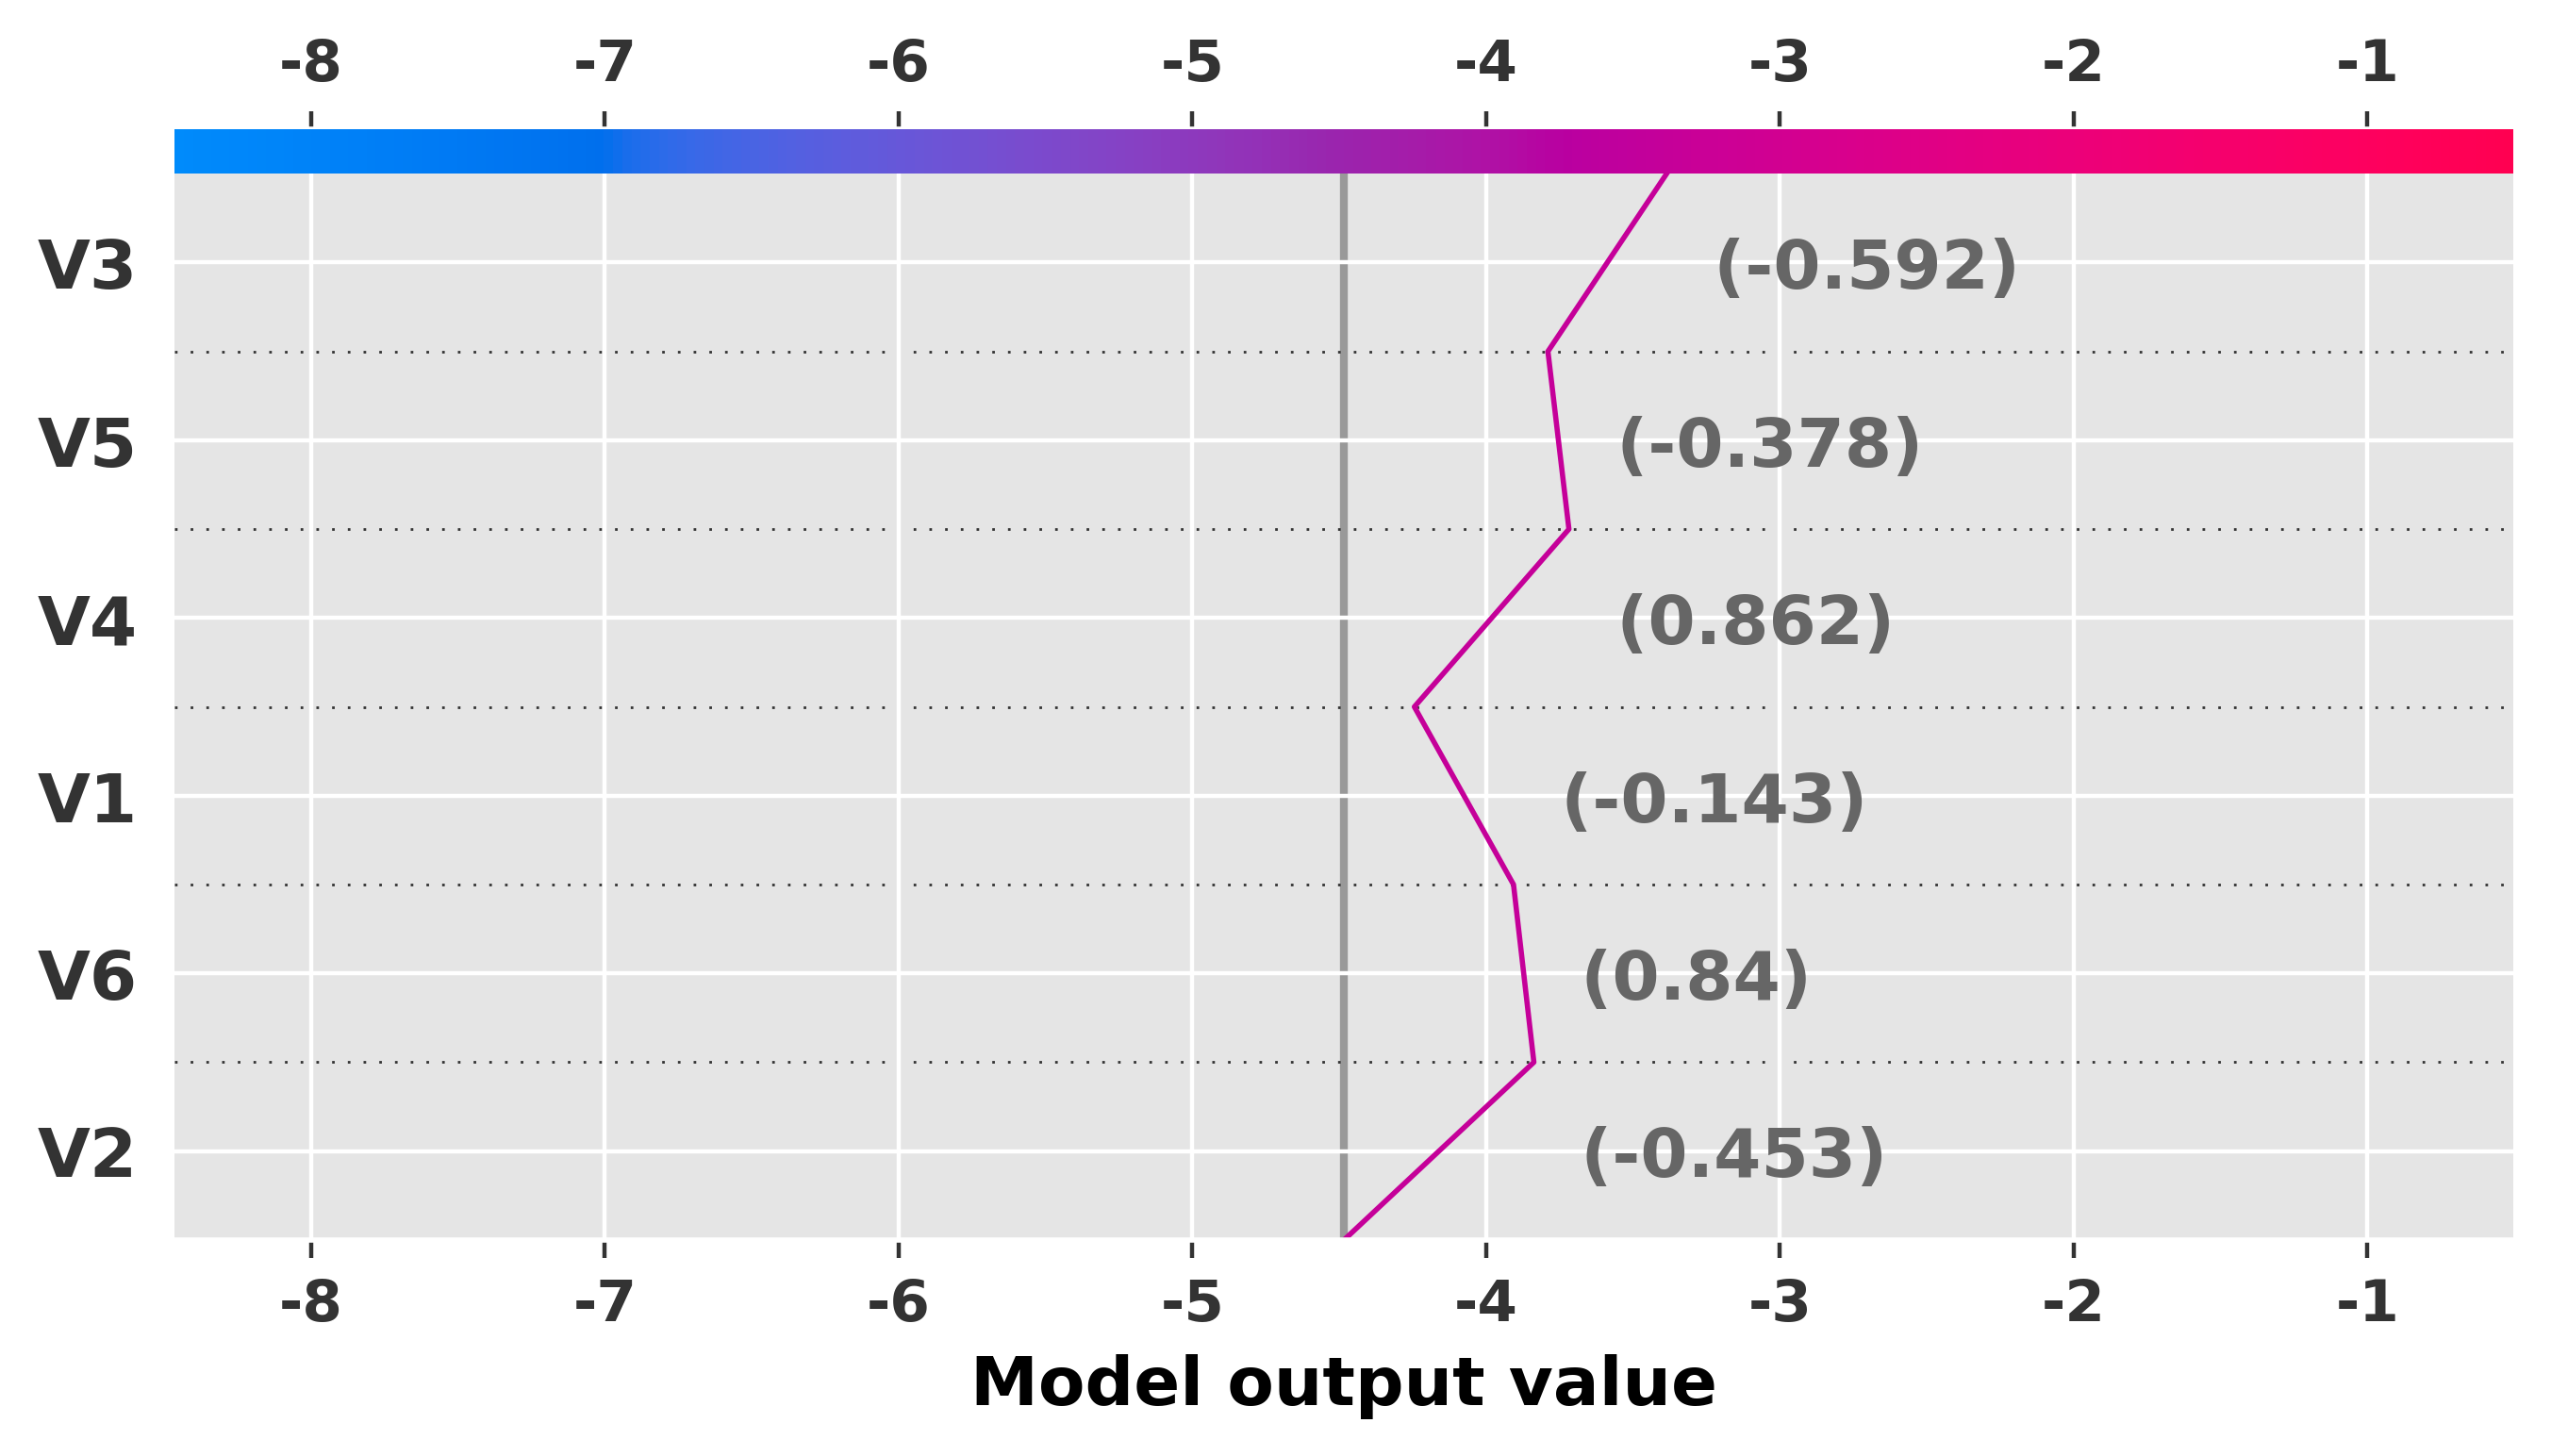 -8 -7 -6 -5 -4 -3 -2 -1
V3 (-0.592)
V5 (-0.378)
V4 (0.862)
V1 (-0.143)
V6 (0.84)
V2 (-0.453)
-8 -7 -6 -5 -4 -3 -2 -1
Model output value